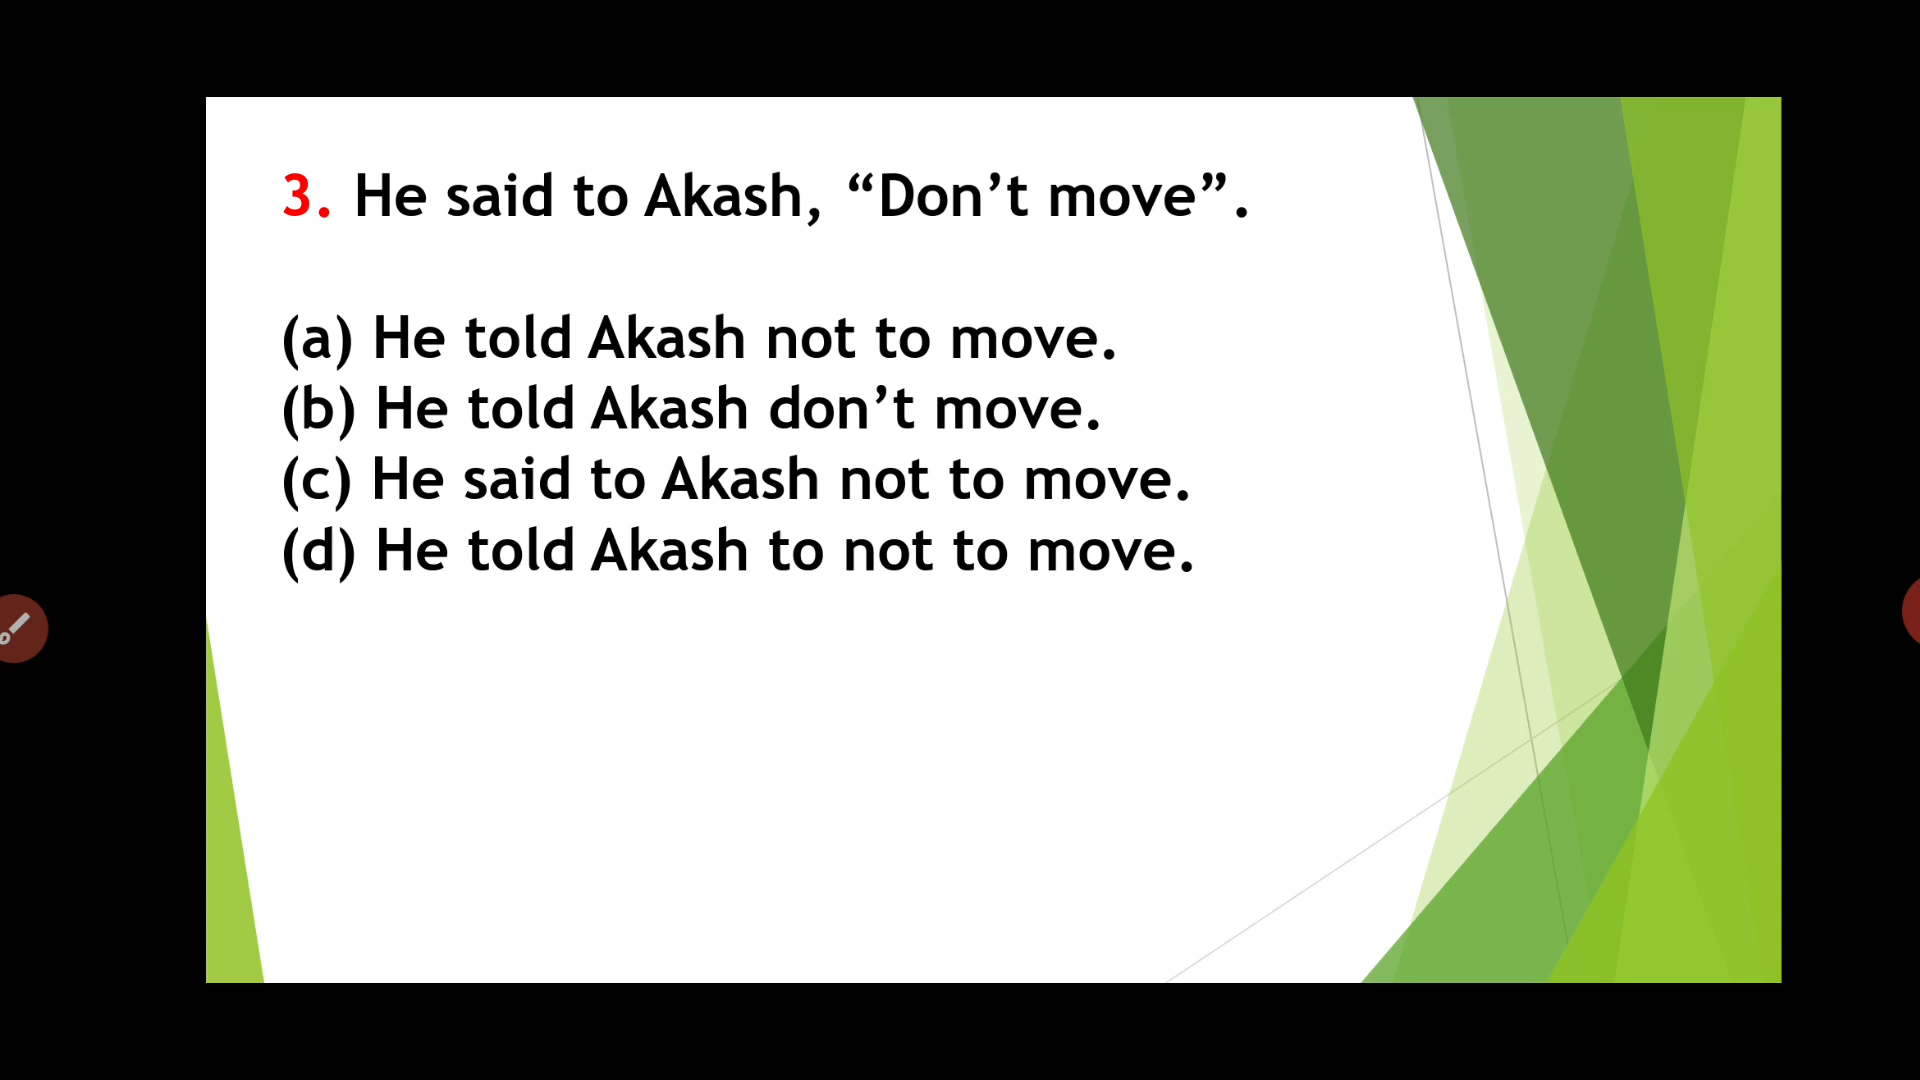 3. He said to Akash, “Don’t move”.
(a) He told Akash not to move.
(b) He told Akash don’t move.
(c) He said to Akash not to move.
(d) He told Akash to not to move.